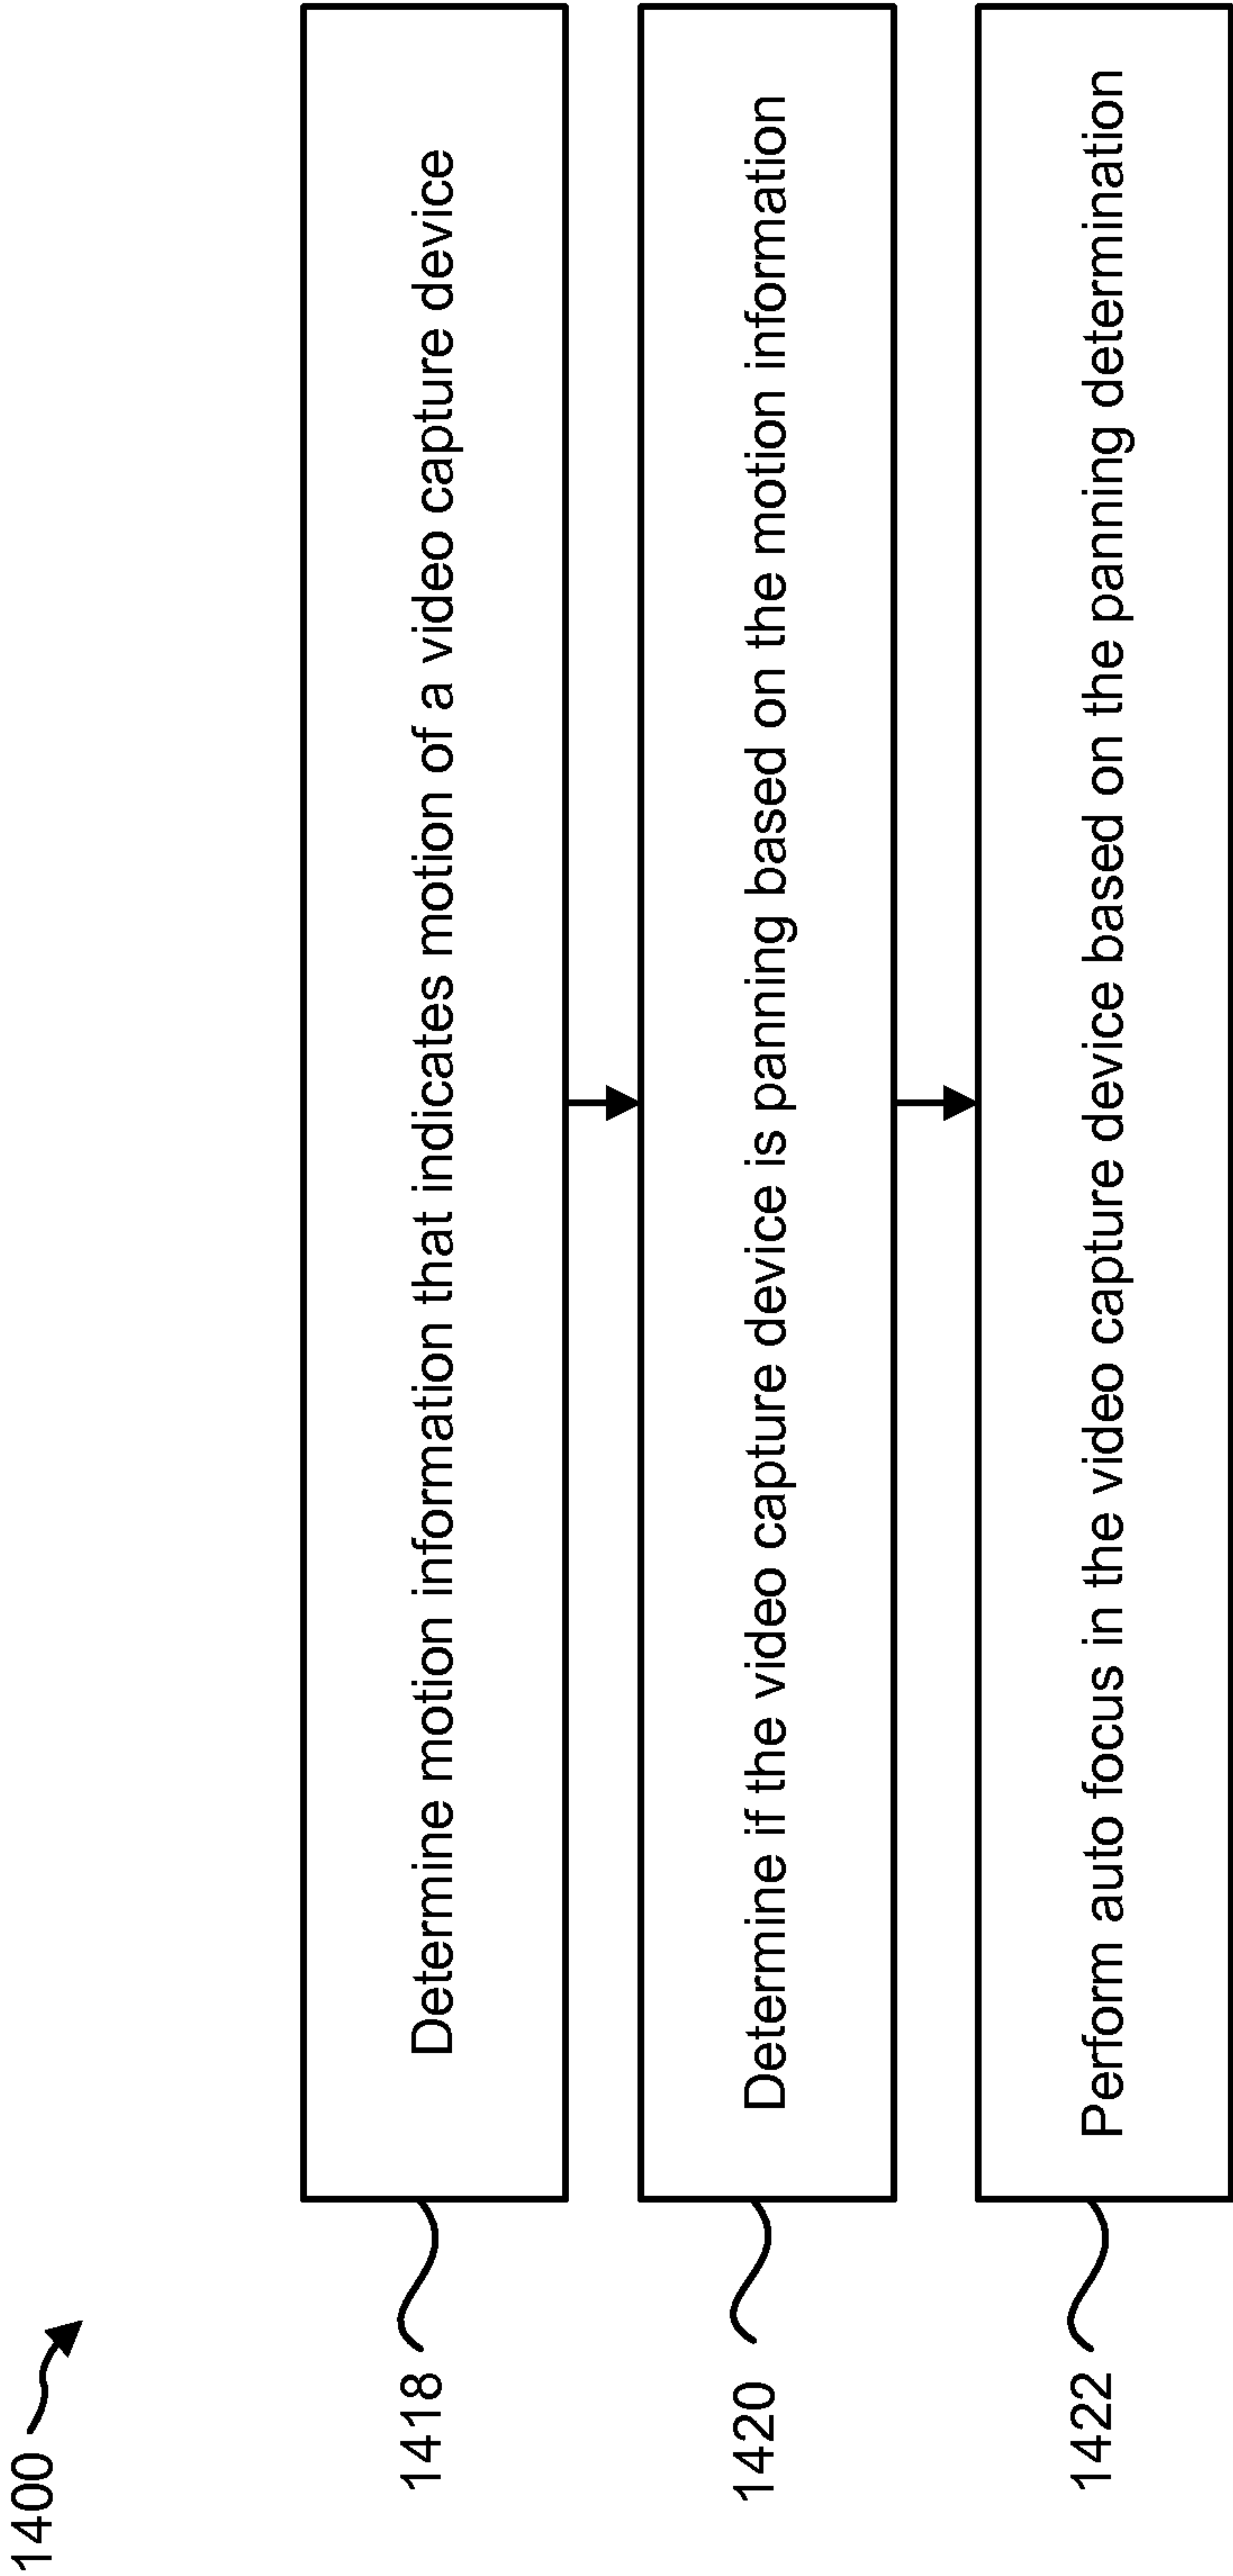 1400
Determine motion information that indicates motion of a video capture device
1418
Determine if the video capture device is panning based on the motion information
1420
Perform auto focus in the video capture device based on the panning determination
1422